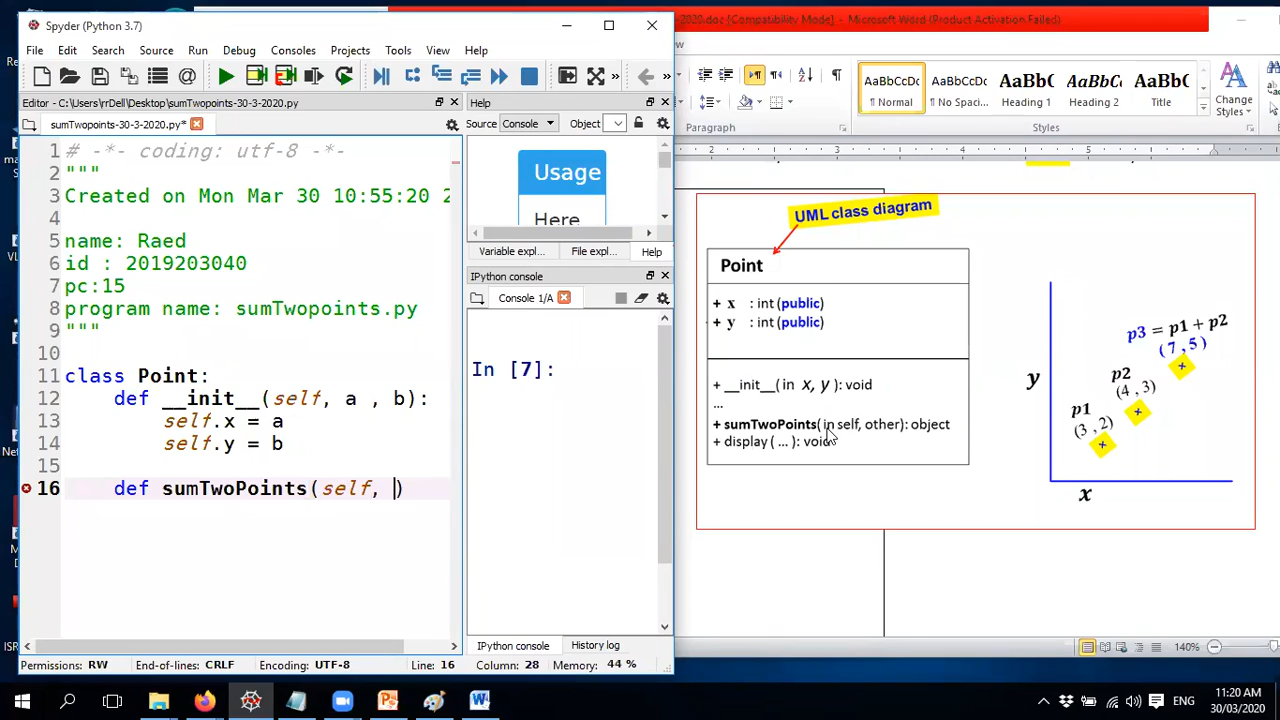 Spyder (Python 3.7)
-2020.doc [Compatibility Mode] - Microsoft Word (Product Activation Failed)
File Edit Search Source Run Debug Consoles Projects Tools View Help
AaBbCcDc AaBbCcDc AaBbC AaBbCc AaBbC
¶ Normal ¶ No Spaci... Heading 1 Heading 2 Title
Change
Styles
Paragraph Styles
Editor - C:\Users\rrDell\Desktop\sumTwopoints-30-3-2020.py
Help
sumTwopoints-30-3-2020.py*
Source Console Object
Usage
Here
Variable expl... File expl... Help
IPython console
Console 1/A
In [7]:
1 # -*- coding: utf-8 -*-
2 """
3 Created on Mon Mar 30 10:55:20 2
4
5 name: Raed
6 id : 2019203040
7 pc:15
8 program name: sumTwopoints.py
9 """
10
11 class Point:
12 def __init__(self, a , b):
13 self.x = a
14 self.y = b
15
16 def sumTwoPoints(self, )
2 3 4 5
UML class diagram
Point
+ x : int (public)
+ y : int (public)
+ __init__( in x, y ): void
...
+ sumTwoPoints( in self, other): object
+ display ( ... ): void
y
x
p3 = p1 + p2
(7 , 5)
p2
(4 , 3)
p1
(3 , 2)
IPython console History log
Permissions: RW End-of-lines: CRLF Encoding: UTF-8 Line: 16 Column: 28 Memory: 44 %
140%
ENG
11:20 AM
30/03/2020